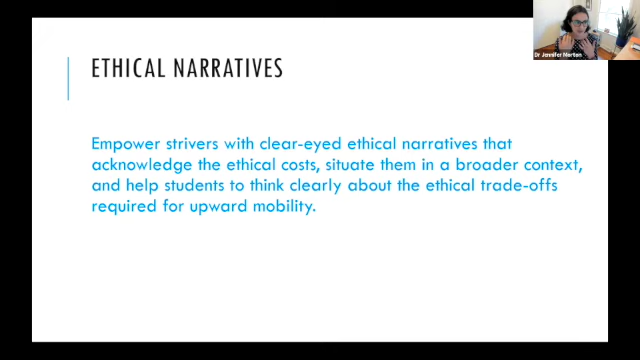 ETHICAL NARRATIVES
Empower strivers with clear-eyed ethical narratives that
acknowledge the ethical costs, situate them in a broader context,
and help students to think clearly about the ethical trade-offs
required for upward mobility.
Dr Jennifer Morton